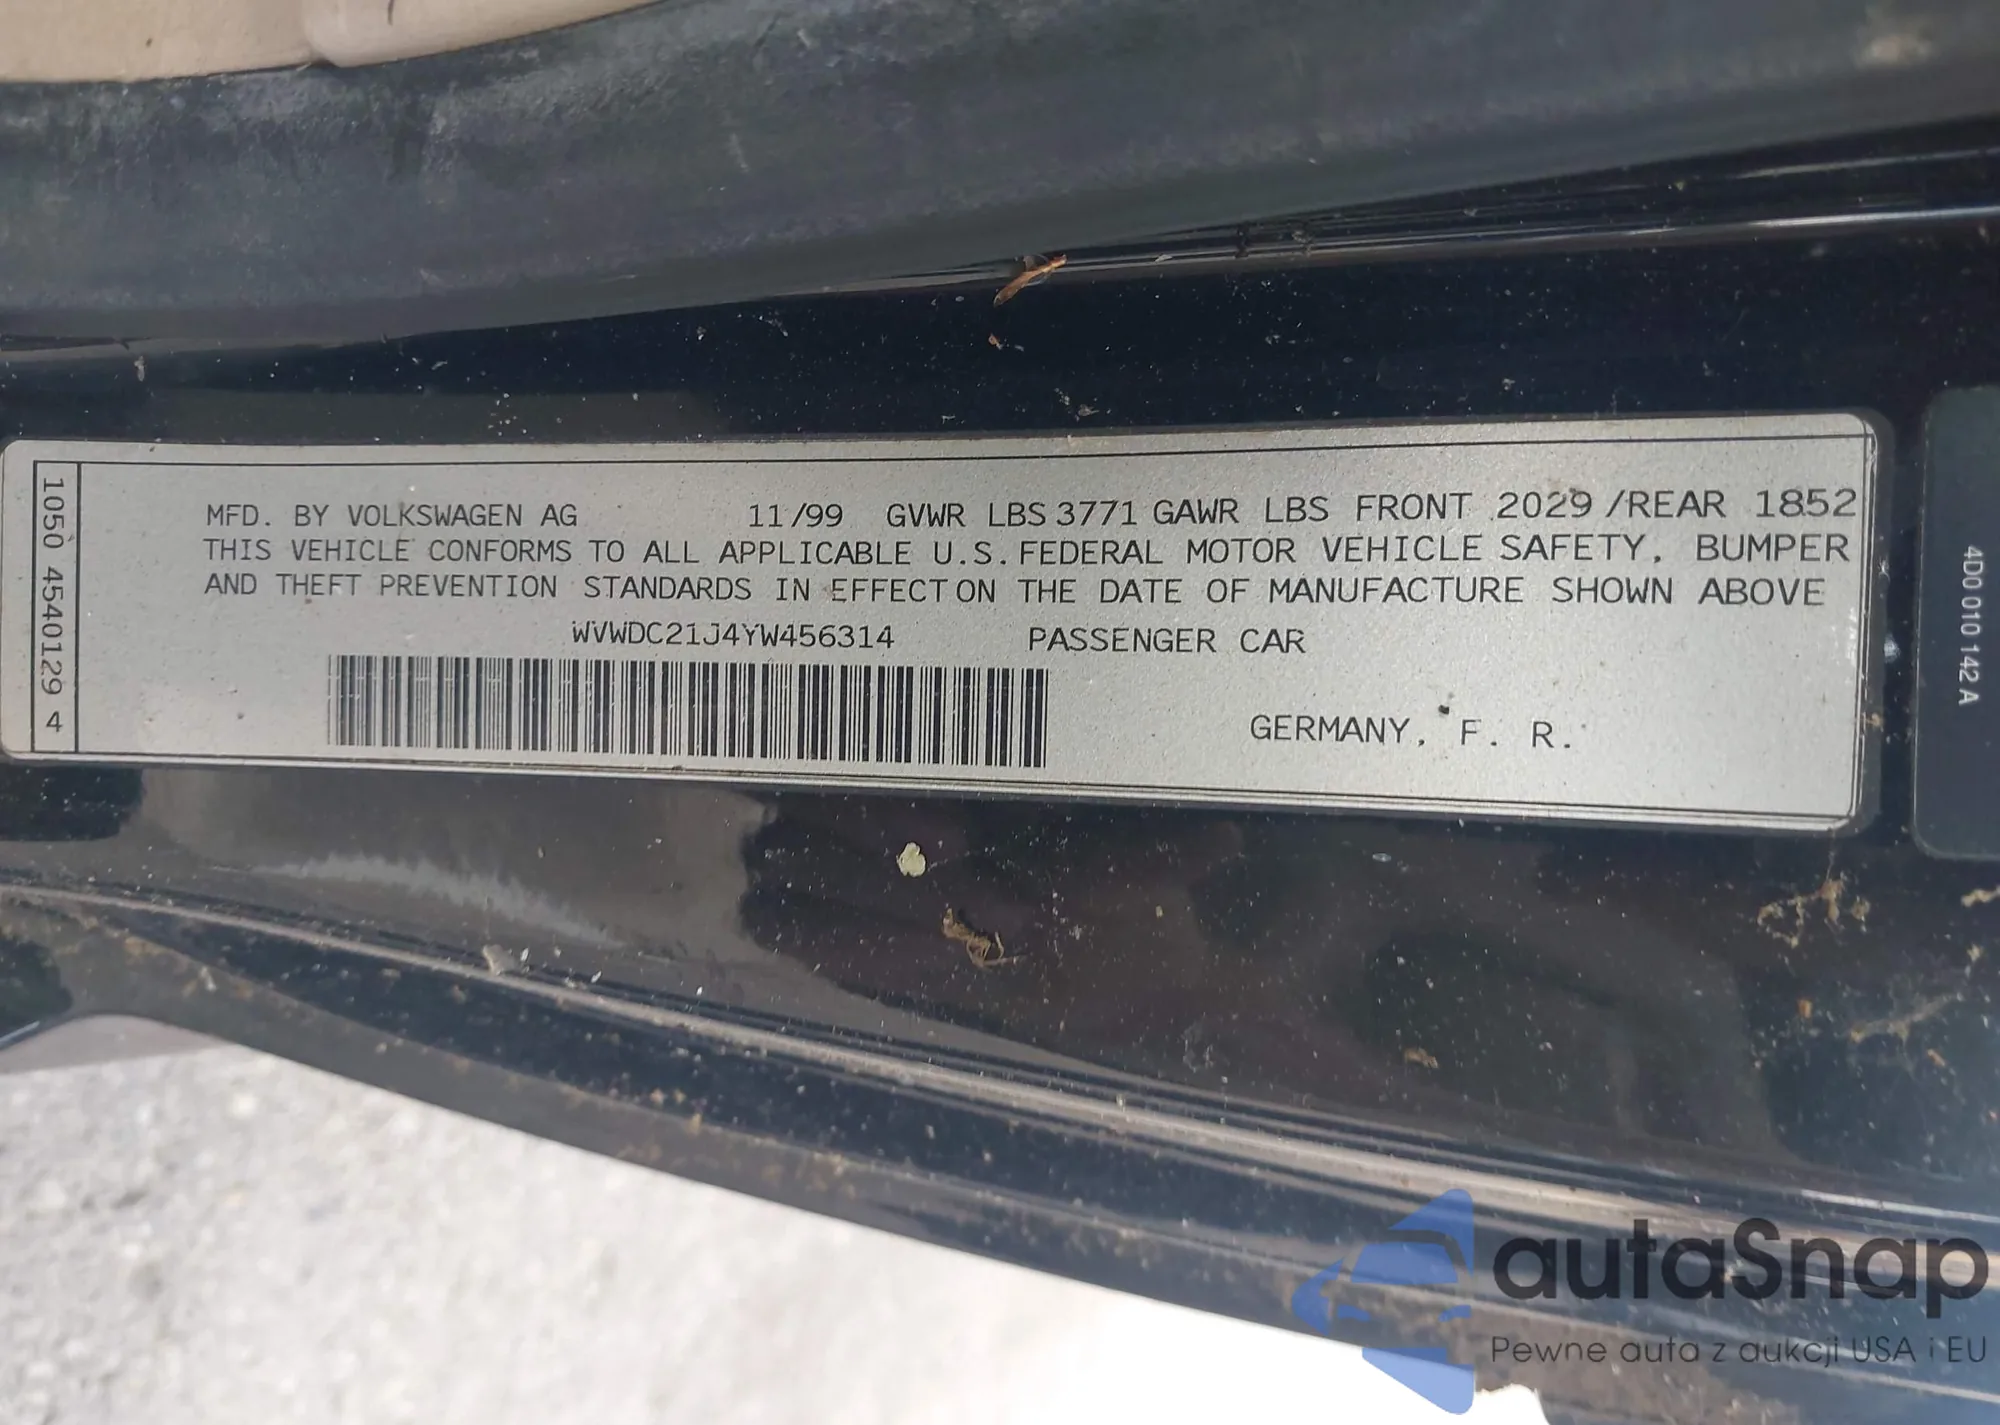 MFD. BY VOLKSWAGEN AG 11/99 GVWR LBS 3771 GAWR LBS FRONT 2029 /REAR 1852
THIS VEHICLE CONFORMS TO ALL APPLICABLE U.S. FEDERAL MOTOR VEHICLE SAFETY, BUMPER
AND THEFT PREVENTION STANDARDS IN EFFECT ON THE DATE OF MANUFACTURE SHOWN ABOVE
WVWDC21J4YW456314 PASSENGER CAR
GERMANY, F. R.
1050 4540129 4
4D0 010 142 A
autaSnap
Pewne auta z aukcji USA i EU